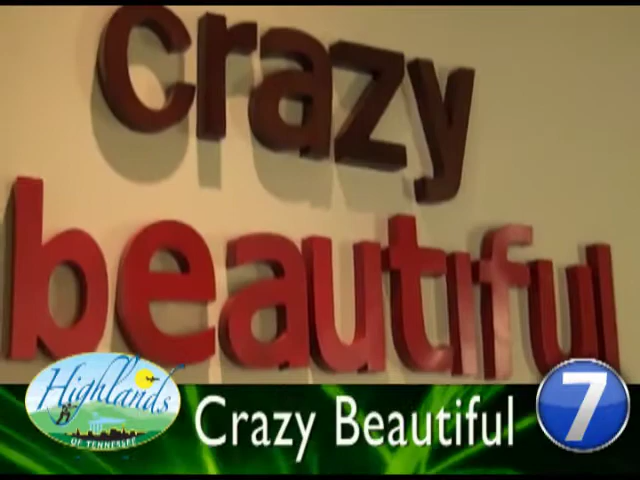 crazy
beautiful
Highlands
OF TENNESSEE
Crazy Beautiful
7